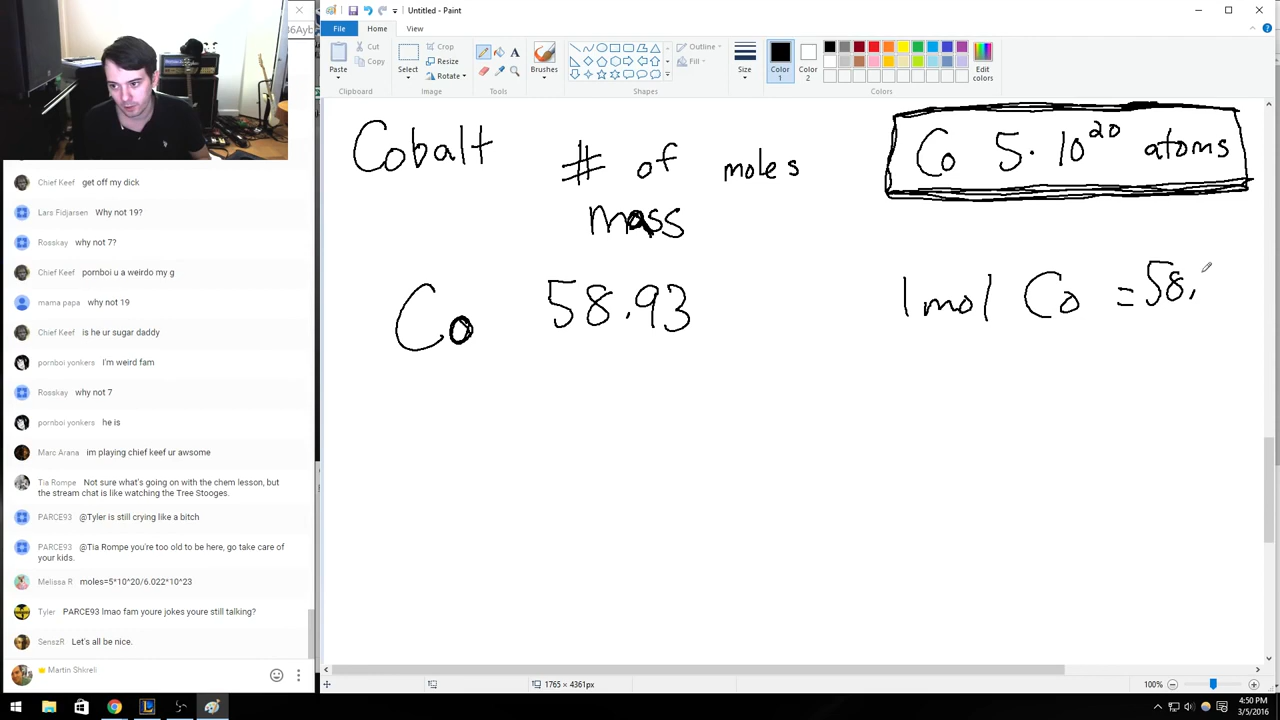 86Ayb
Untitled - Paint
File Home View
Paste
Cut
Copy
Clipboard
Select
Crop
Resize
Rotate
Image
Tools
Brushes
Shapes
Outline
Fill
Size
Color 1
Color 2
Edit colors
Colors
Chief Keef get off my dick
Lars Fidjarsen Why not 19?
Rosskay why not 7?
Chief Keef pornboi u a weirdo my g
mama papa why not 19
Chief Keef is he ur sugar daddy
pornboi yonkers I'm weird fam
Rosskay why not 7
pornboi yonkers he is
Marc Arana im playing chief keef ur awsome
Tia Rompe Not sure what's going on with the chem lesson, but
the stream chat is like watching the Tree Stooges.
PARCE93 @Tyler is still crying like a bitch
PARCE93 @Tia Rompe you're too old to be here, go take care of
your kids.
Melissa R moles=5*10^20/6.022*10^23
Tyler PARCE93 lmao fam youre jokes youre still talking?
SenszR Let's all be nice.
Martin Shkreli
Cobalt
# of moles
mass
Co 5·10²⁰ atoms
Co 58.93
1mol Co = 58.
1765 × 4361px
100%
4:50 PM
3/5/2016